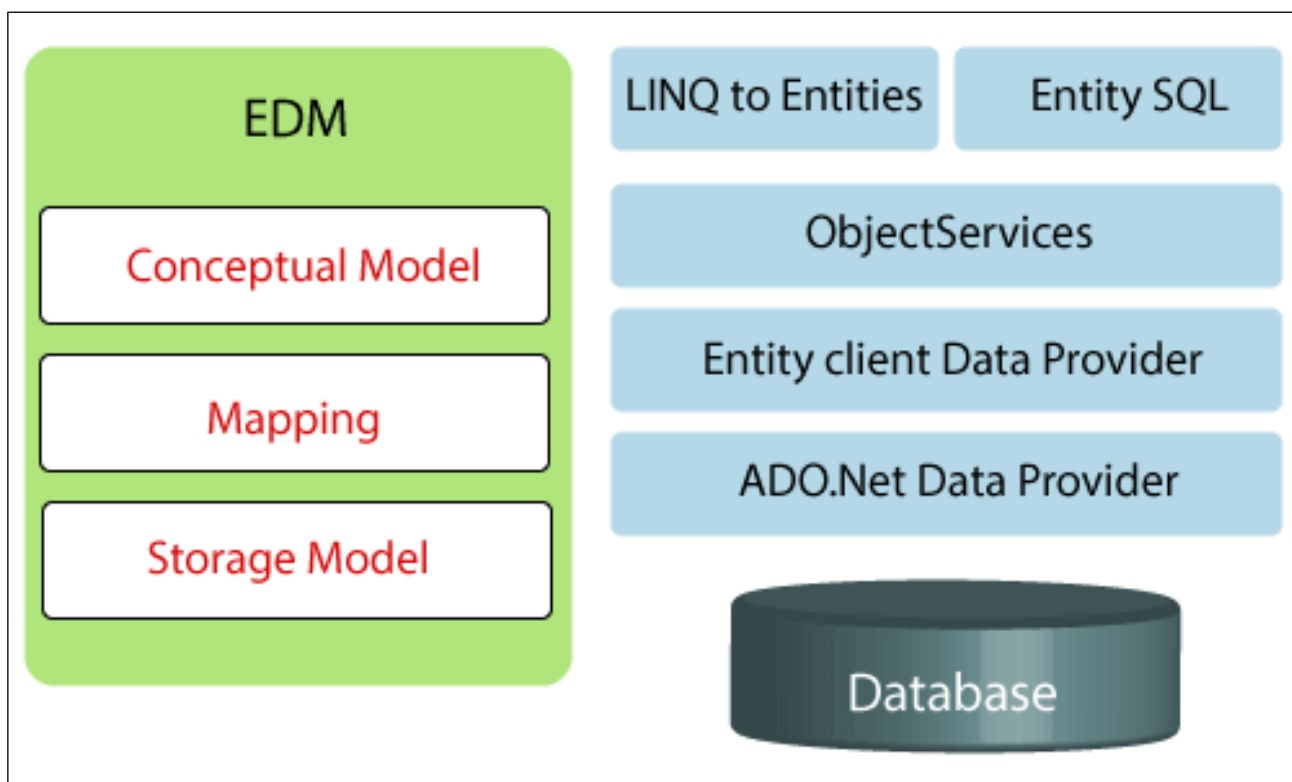 EDM
Conceptual Model
Mapping
Storage Model
LINQ to Entities
Entity SQL
ObjectServices
Entity client Data Provider
ADO.Net Data Provider
Database